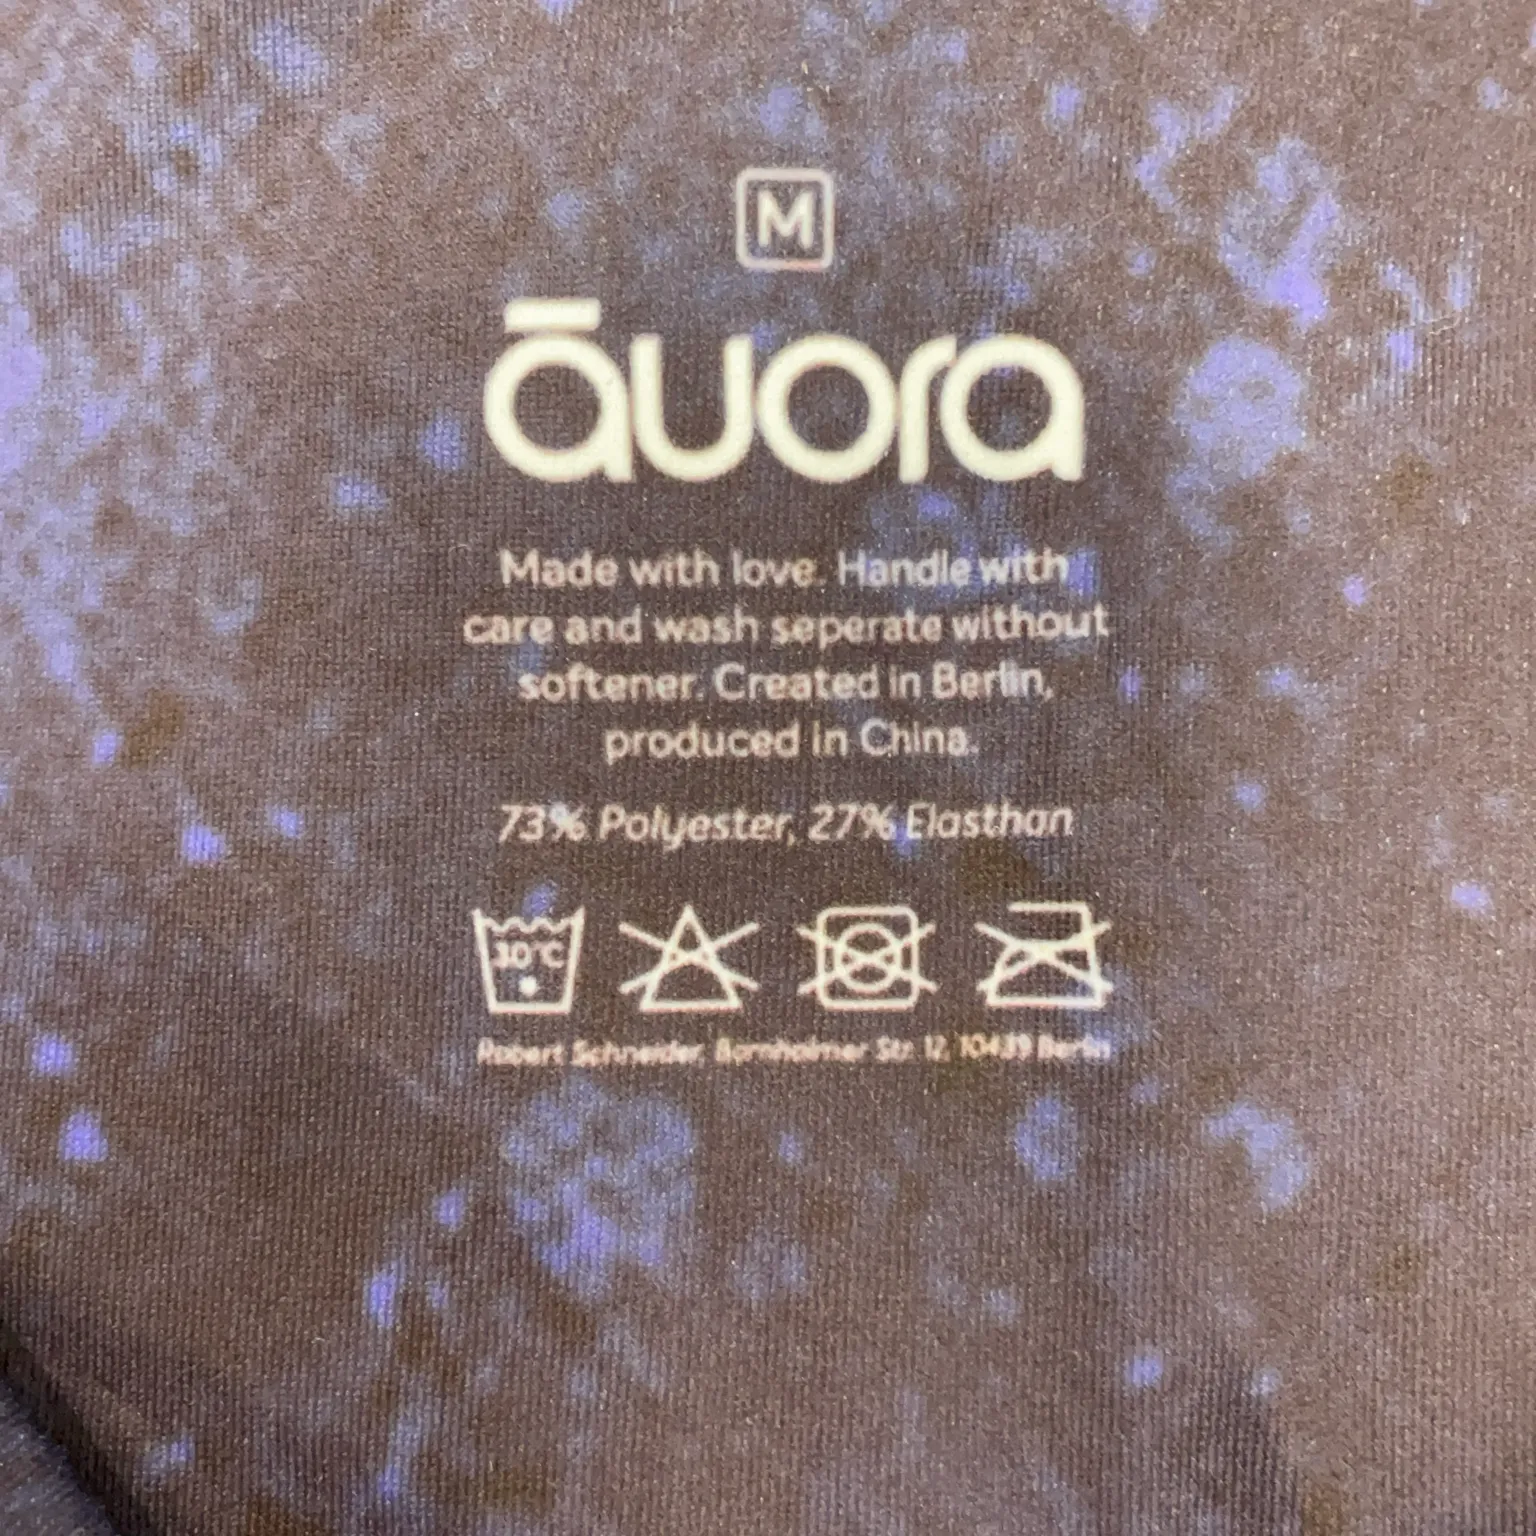 M
āuora
Made with love. Handle with
care and wash seperate without
softener. Created in Berlin,
produced in China.
73% Polyester, 27% Elasthan
30°C
Robert Schneider, Bornholmer Str. 12, 10439 Berlin